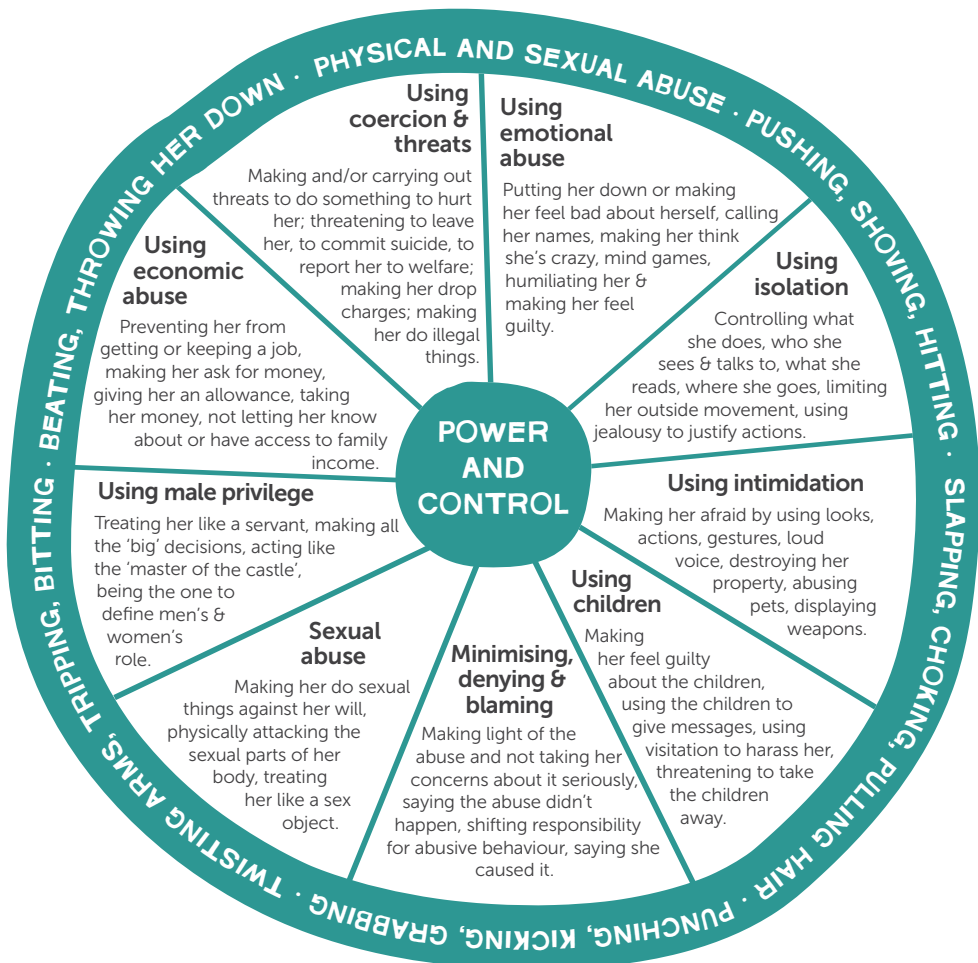 PHYSICAL AND SEXUAL ABUSE · PUSHING, SHOVING, HITTING · SLAPPING, CHOKING, PULLING HAIR · PUNCHING, KICKING, GRABBING · TWISTING ARMS, TRIPPING, BITTING · BEATING, THROWING HER DOWN ·
Using
coercion &
threats
Making and/or carrying out
threats to do something to hurt
her; threatening to leave
her, to commit suicide, to
report her to welfare;
making her drop
charges; making
her do illegal
things.
Using
emotional
abuse
Putting her down or making
her feel bad about herself, calling
her names, making her think
she's crazy, mind games,
humiliating her &
making her feel
guilty.
Using
isolation
Controlling what
she does, who she
sees & talks to, what she
reads, where she goes, limiting
her outside movement, using
jealousy to justify actions.
Using intimidation
Making her afraid by using looks,
actions, gestures, loud
voice, destroying her
property, abusing
pets, displaying
weapons.
Using
children
Making
her feel guilty
about the children,
using the children to
give messages, using
visitation to harass her,
threatening to take
the children
away.
Minimising,
denying &
blaming
Making light of the
abuse and not taking her
concerns about it seriously,
saying the abuse didn't
happen, shifting responsibility
for abusive behaviour, saying she
caused it.
Sexual
abuse
Making her do sexual
things against her will,
physically attacking the
sexual parts of her
body, treating
her like a sex
object.
Using male privilege
Treating her like a servant, making all
the 'big' decisions, acting like
the 'master of the castle',
being the one to
define men's &
women's
role.
Using
economic
abuse
Preventing her from
getting or keeping a job,
making her ask for money,
giving her an allowance, taking
her money, not letting her know
about or have access to family
income.
POWER
AND
CONTROL